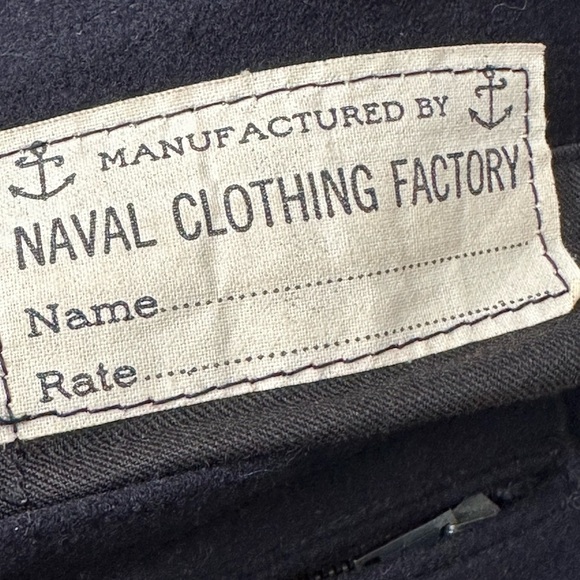 MANUFACTURED BY
NAVAL CLOTHING FACTORY
Name....................
Rate....................